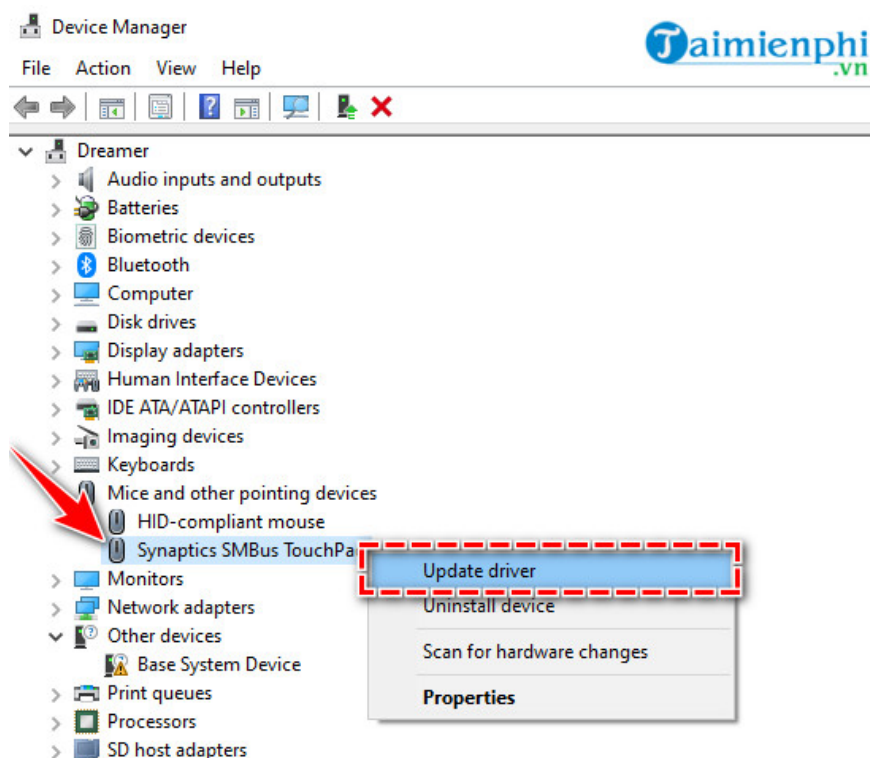 Device Manager
Taimienphi
.vn
File Action View Help
Dreamer
Audio inputs and outputs
Batteries
Biometric devices
Bluetooth
Computer
Disk drives
Display adapters
Human Interface Devices
IDE ATA/ATAPI controllers
Imaging devices
Keyboards
Mice and other pointing devices
HID-compliant mouse
Synaptics SMBus TouchPa
Update driver
Monitors
Network adapters
Uninstall device
Other devices
Scan for hardware changes
Base System Device
Print queues
Properties
Processors
SD host adapters